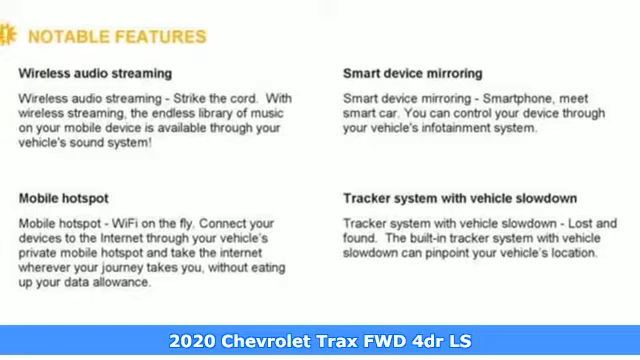 NOTABLE FEATURES
Wireless audio streaming
Wireless audio streaming - Strike the cord. With
wireless streaming, the endless library of music
on your mobile device is available through your
vehicle's sound system!
Smart device mirroring
Smart device mirroring - Smartphone, meet
smart car. You can control your device through
your vehicle's infotainment system.
Mobile hotspot
Mobile hotspot - WiFi on the fly. Connect your
devices to the Internet through your vehicle's
private mobile hotspot and take the internet
wherever your journey takes you, without eating
up your data allowance.
Tracker system with vehicle slowdown
Tracker system with vehicle slowdown - Lost and
found. The built-in tracker system with vehicle
slowdown can pinpoint your vehicle's location.
2020 Chevrolet Trax FWD 4dr LS